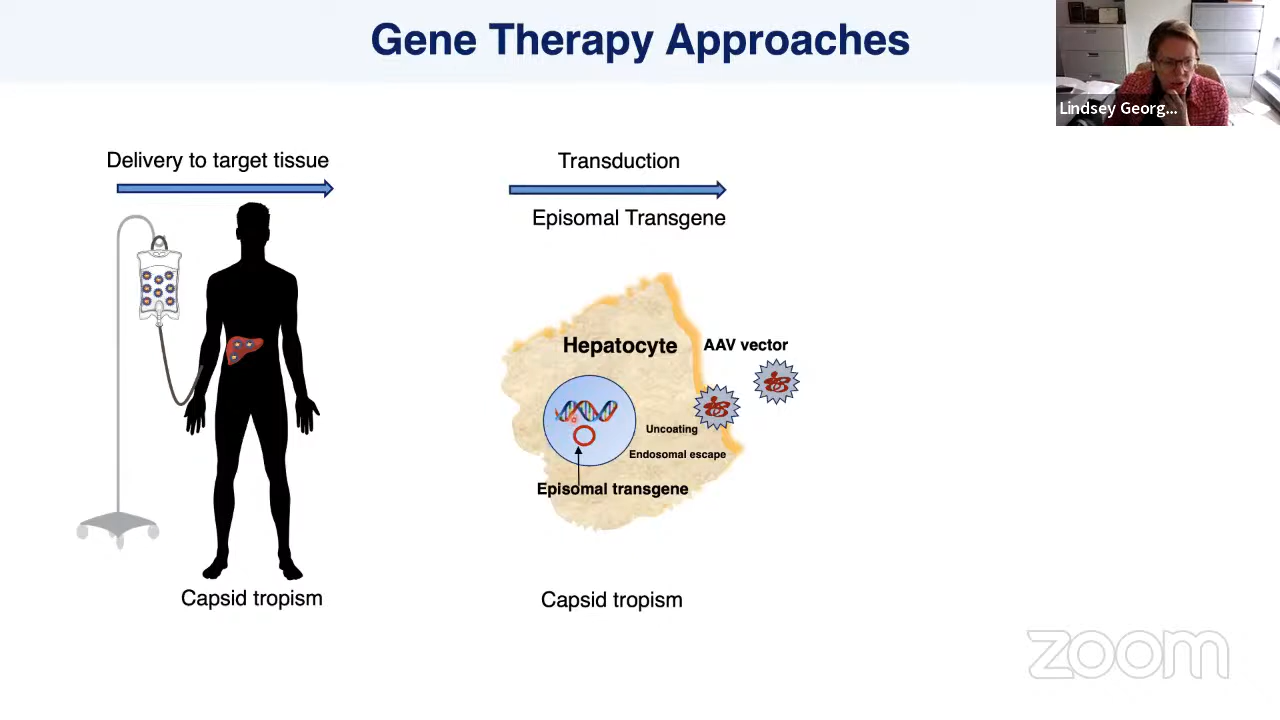 Gene Therapy Approaches
Lindsey Georg...
Delivery to target tissue
Transduction
Episomal Transgene
Hepatocyte
AAV vector
Uncoating
Endosomal escape
Episomal transgene
Capsid tropism
Capsid tropism
zoom